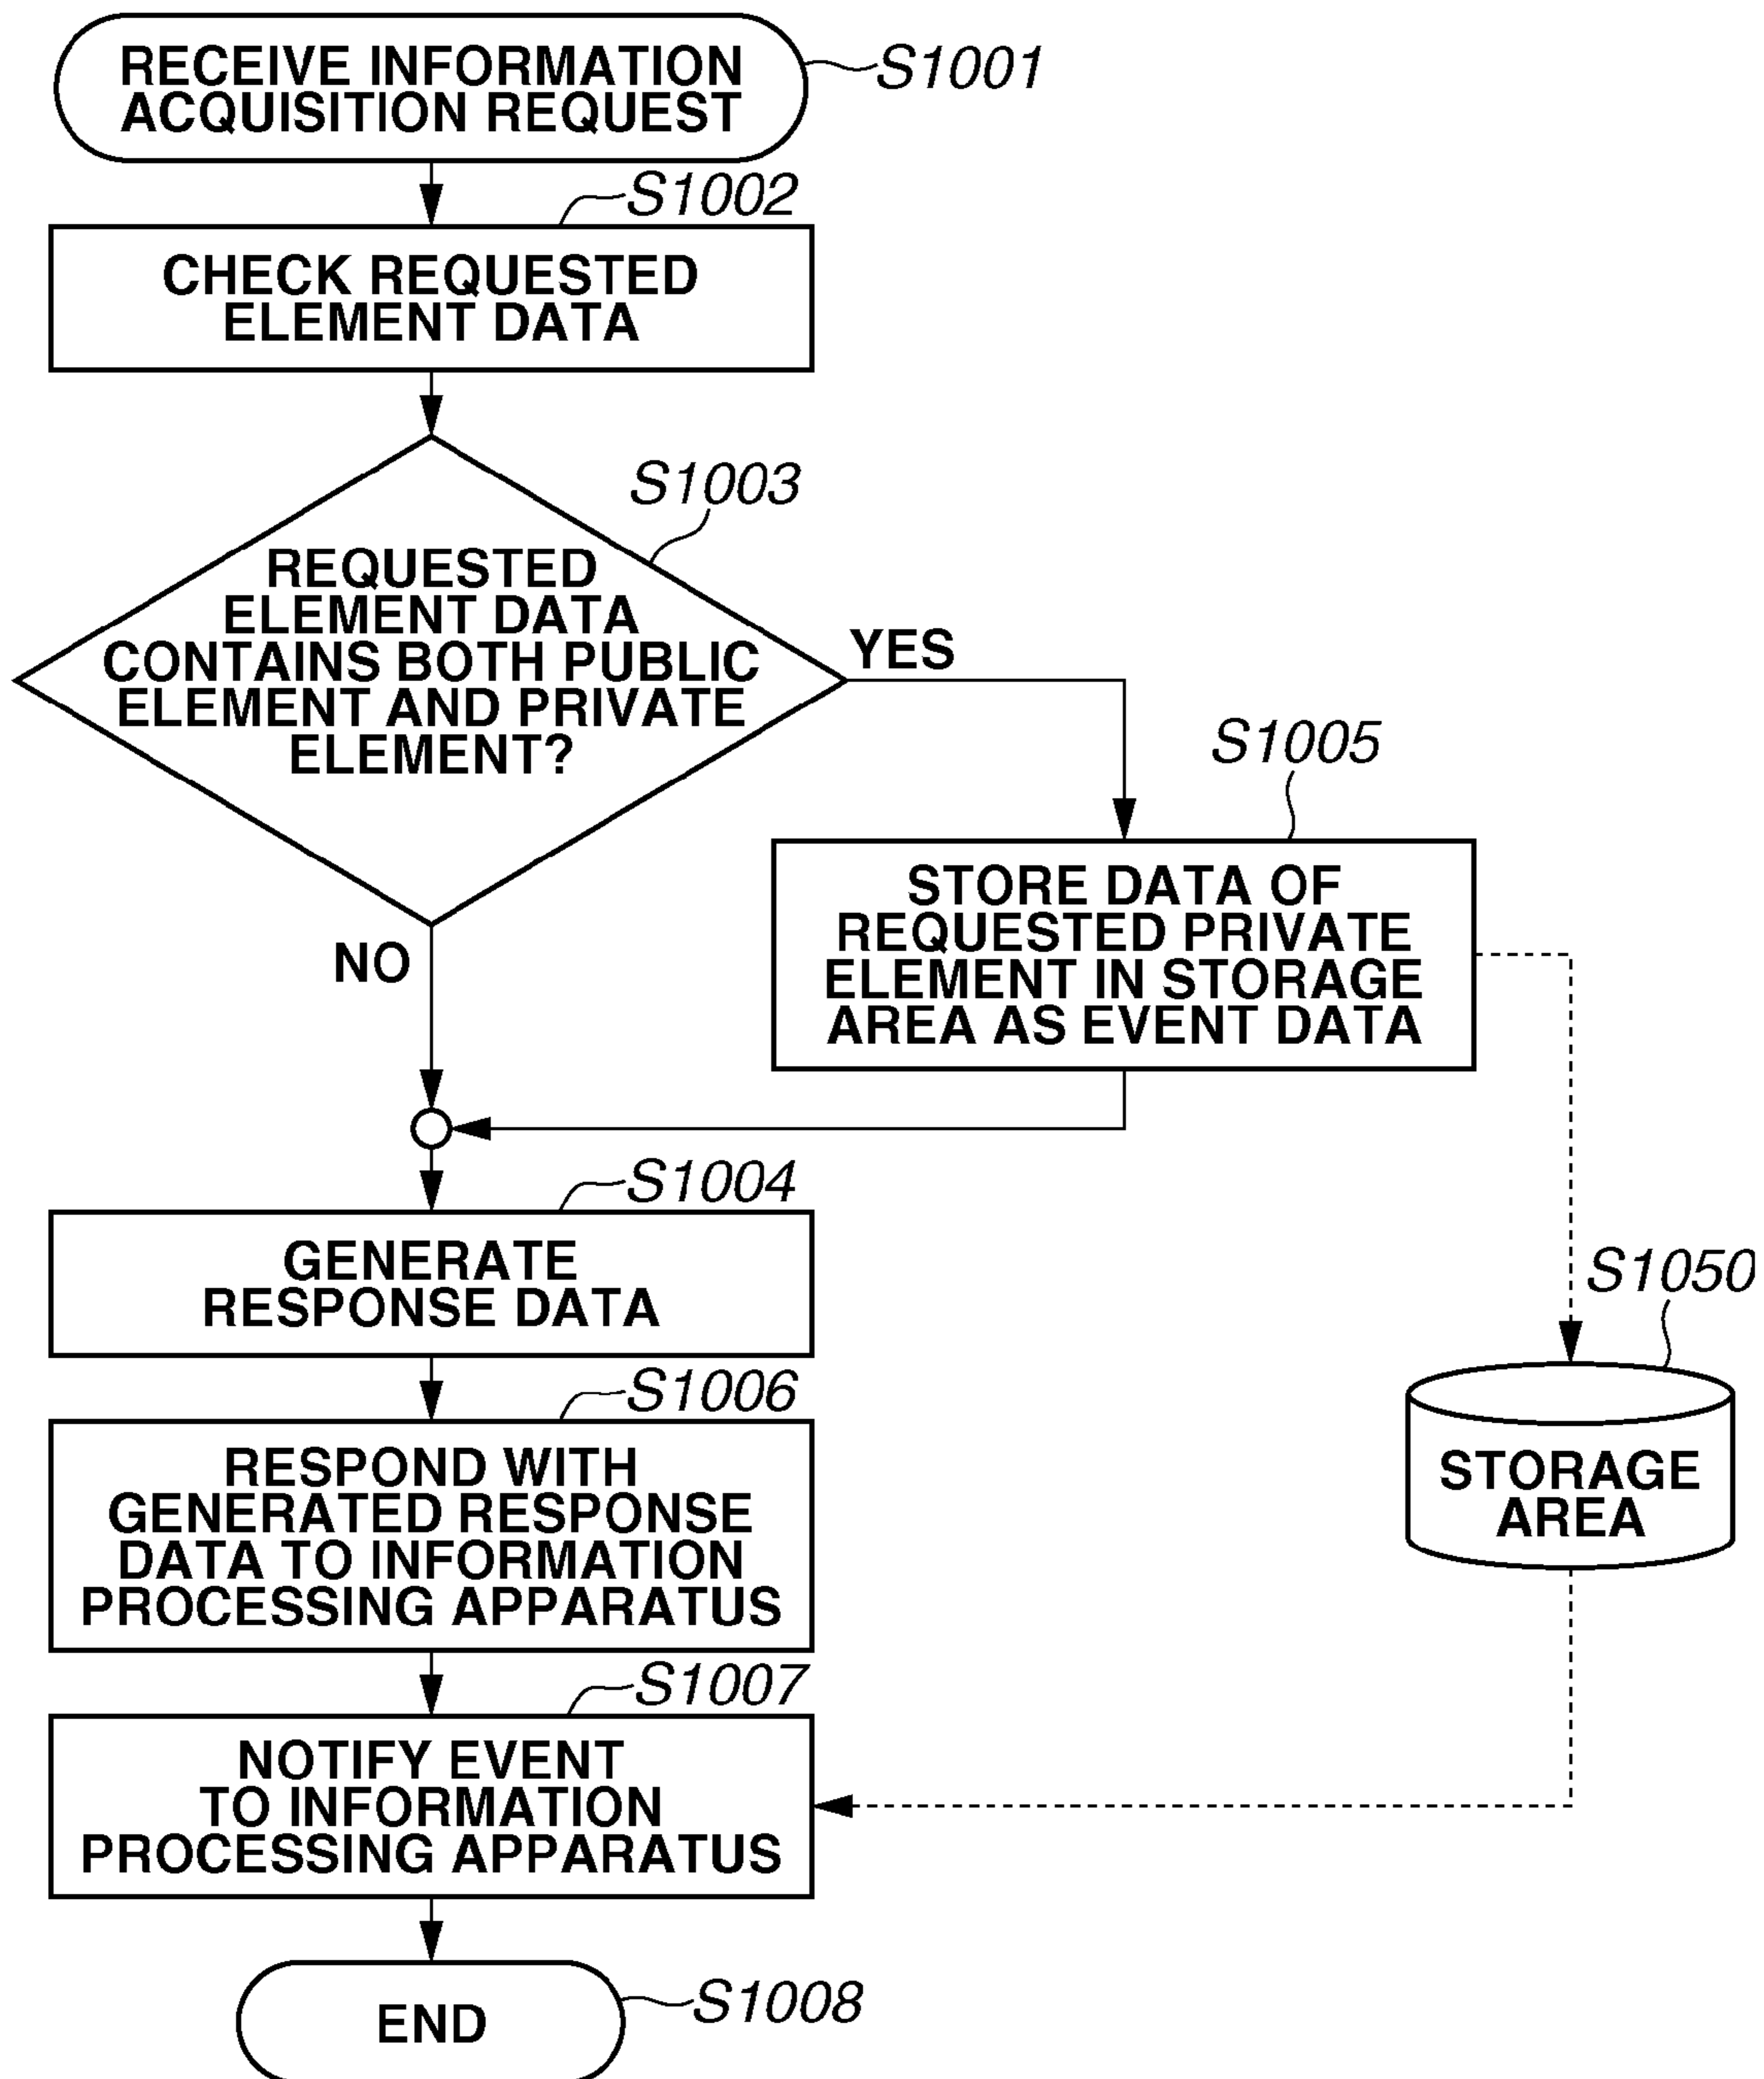 RECEIVE INFORMATION
ACQUISITION REQUEST
S1001
S1002
CHECK REQUESTED
ELEMENT DATA
S1003
REQUESTED
ELEMENT DATA
CONTAINS BOTH PUBLIC
ELEMENT AND PRIVATE
ELEMENT?
YES
NO
S1005
STORE DATA OF
REQUESTED PRIVATE
ELEMENT IN STORAGE
AREA AS EVENT DATA
S1004
GENERATE
RESPONSE DATA
S1050
STORAGE
AREA
S1006
RESPOND WITH
GENERATED RESPONSE
DATA TO INFORMATION
PROCESSING APPARATUS
S1007
NOTIFY EVENT
TO INFORMATION
PROCESSING APPARATUS
END
S1008